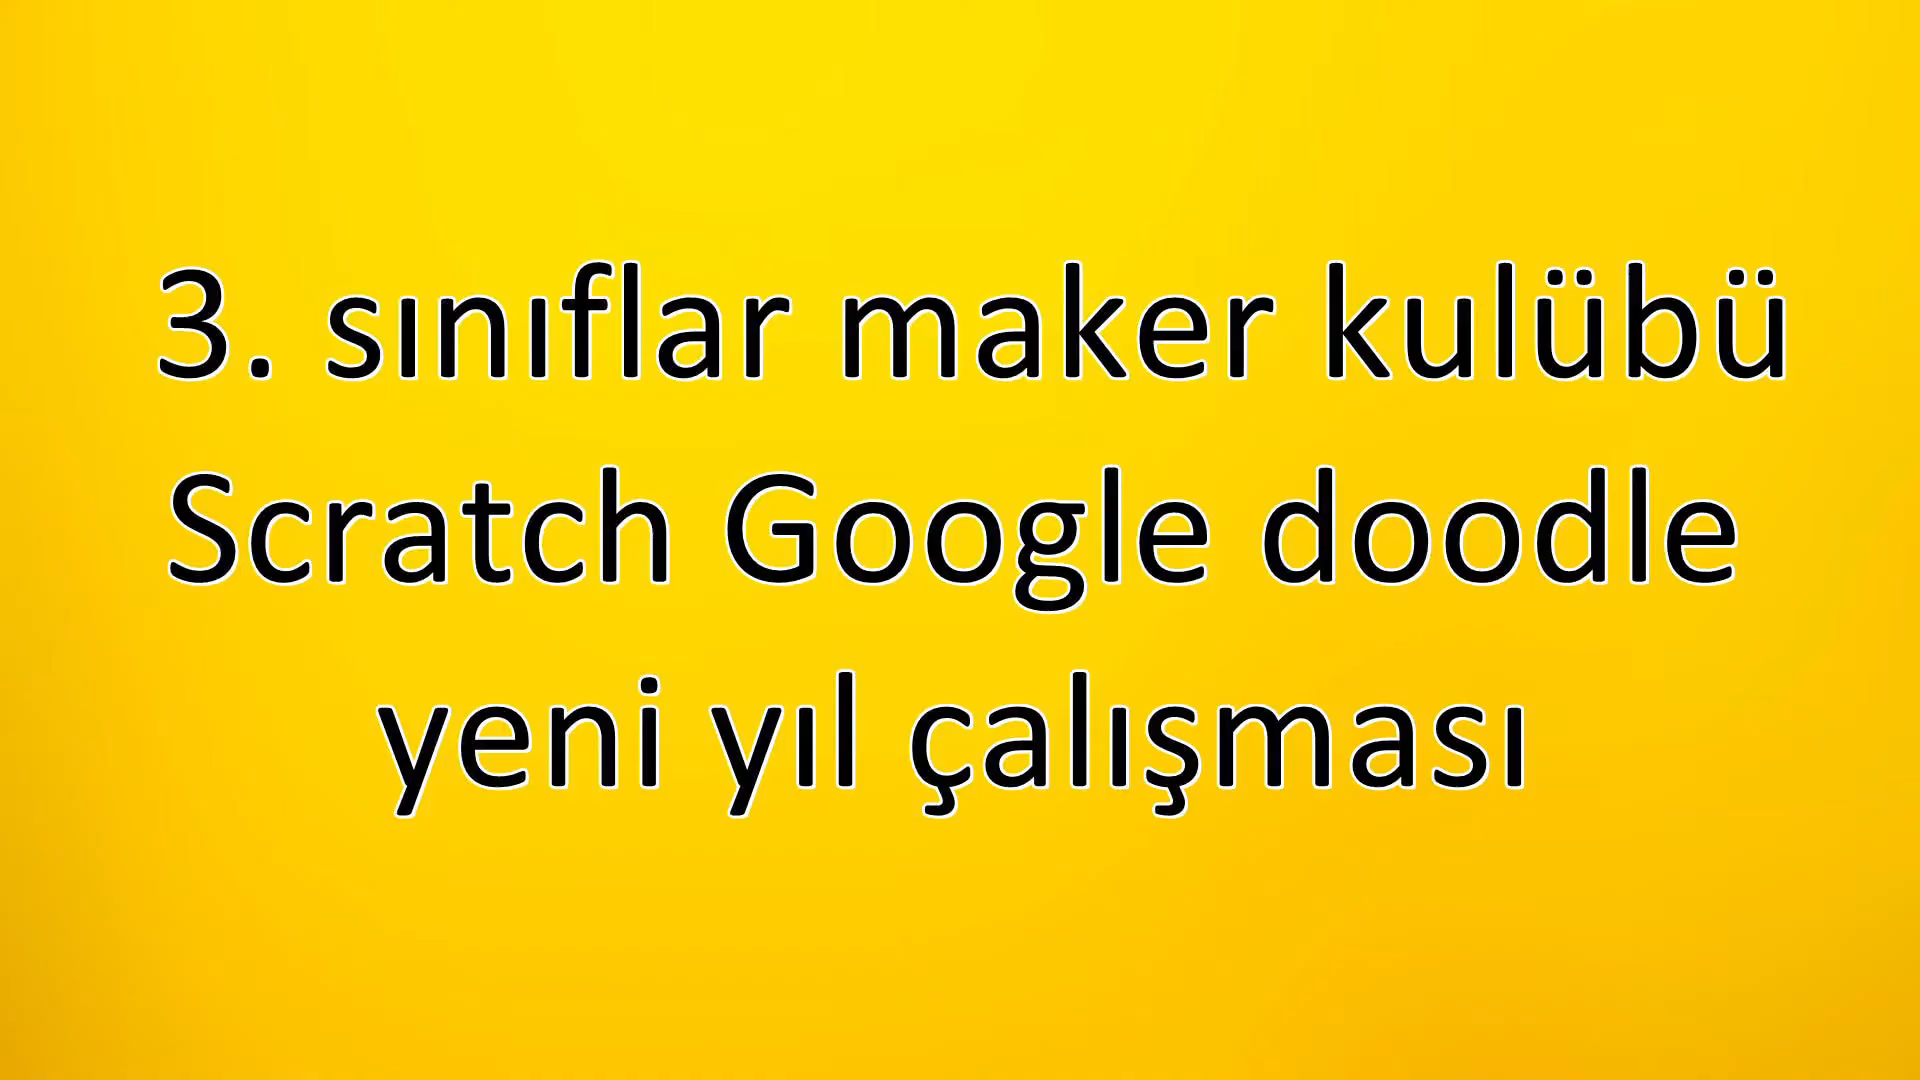 3. sınıflar maker kulübü
Scratch Google doodle
yeni yıl çalışması